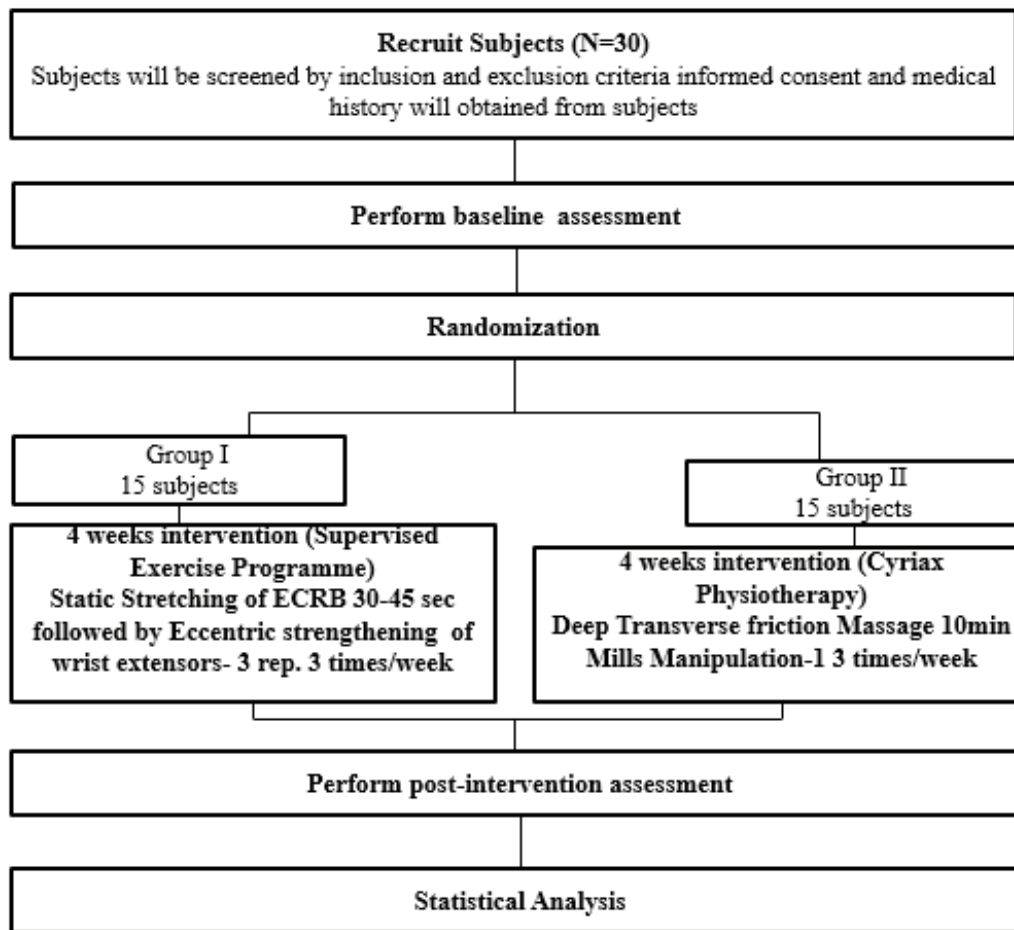 Recruit Subjects (N=30)
Subjects will be screened by inclusion and exclusion criteria informed consent and medical
history will obtained from subjects
Perform baseline assessment
Randomization
Group I
15 subjects
4 weeks intervention (Supervised
Exercise Programme)
Static Stretching of ECRB 30-45 sec
followed by Eccentric strengthening of
wrist extensors- 3 rep. 3 times/week
Group II
15 subjects
4 weeks intervention (Cyriax
Physiotherapy)
Deep Transverse friction Massage 10min
Mills Manipulation-1 3 times/week
Perform post-intervention assessment
Statistical Analysis